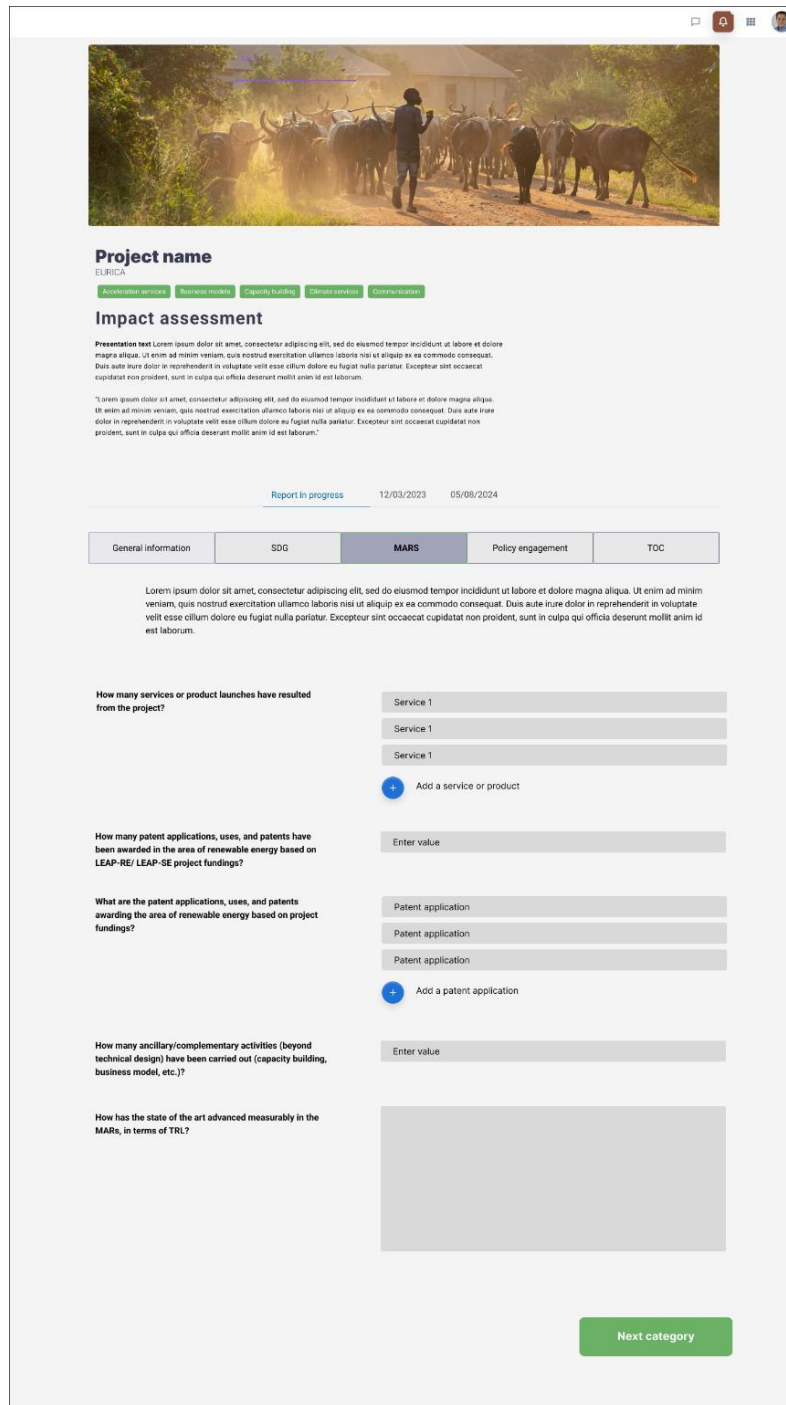 Project name
EURICA
Acceleration services Business models Capacity building Climate services Communication
Impact assessment
Presentation text Lorem ipsum dolor sit amet, consectetur adipiscing elit, sed do eiusmod tempor incididunt ut labore et dolore
magna aliqua. Ut enim ad minim veniam, quis nostrud exercitation ullamco laboris nisi ut aliquip ex ea commodo consequat.
Duis aute irure dolor in reprehenderit in voluptate velit esse cillum dolore eu fugiat nulla pariatur. Excepteur sint occaecat
cupidatat non proident, sunt in culpa qui officia deserunt mollit anim id est laborum.
"Lorem ipsum dolor sit amet, consectetur adipiscing elit, sed do eiusmod tempor incididunt ut labore et dolore magna aliqua.
Ut enim ad minim veniam, quis nostrud exercitation ullamco laboris nisi ut aliquip ex ea commodo consequat. Duis aute irure
dolor in reprehenderit in voluptate velit esse cillum dolore eu fugiat nulla pariatur. Excepteur sint occaecat cupidatat non
proident, sunt in culpa qui officia deserunt mollit anim id est laborum."
Report in progress 12/03/2023 05/08/2024
General information SDG MARS Policy engagement TOC
Lorem ipsum dolor sit amet, consectetur adipiscing elit, sed do eiusmod tempor incididunt ut labore et dolore magna aliqua. Ut enim ad minim
veniam, quis nostrud exercitation ullamco laboris nisi ut aliquip ex ea commodo consequat. Duis aute irure dolor in reprehenderit in voluptate
velit esse cillum dolore eu fugiat nulla pariatur. Excepteur sint occaecat cupidatat non proident, sunt in culpa qui officia deserunt mollit anim id
est laborum.
How many services or product launches have resulted
from the project?
Service 1
Service 1
Service 1
+ Add a service or product
How many patent applications, uses, and patents have
been awarded in the area of renewable energy based on
LEAP-RE/ LEAP-SE project fundings?
Enter value
What are the patent applications, uses, and patents
awarding the area of renewable energy based on project
fundings?
Patent application
Patent application
Patent application
+ Add a patent application
How many ancillary/complementary activities (beyond
technical design) have been carried out (capacity building,
business model, etc.)?
Enter value
How has the state of the art advanced measurably in the
MARs, in terms of TRL?
Next category